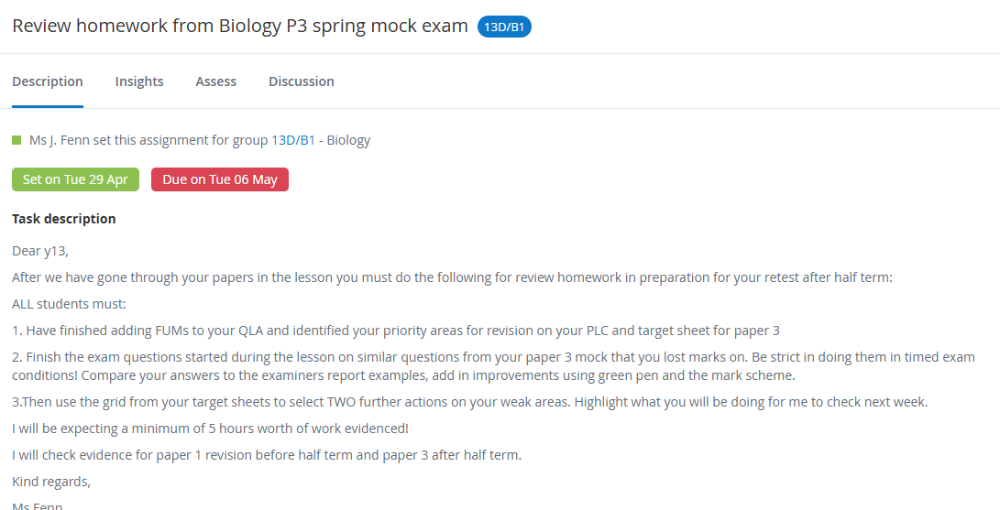 Review homework from Biology P3 spring mock exam 13D/B1
Description Insights Assess Discussion
Ms J. Fenn set this assignment for group 13D/B1 - Biology
Set on Tue 29 Apr Due on Tue 06 May
Task description
Dear y13,
After we have gone through your papers in the lesson you must do the following for review homework in preparation for your retest after half term:
ALL students must:
1. Have finished adding FUMs to your QLA and identified your priority areas for revision on your PLC and target sheet for paper 3
2. Finish the exam questions started during the lesson on similar questions from your paper 3 mock that you lost marks on. Be strict in doing them in timed exam
conditions! Compare your answers to the examiners report examples, add in improvements using green pen and the mark scheme.
3.Then use the grid from your target sheets to select TWO further actions on your weak areas. Highlight what you will be doing for me to check next week.
I will be expecting a minimum of 5 hours worth of work evidenced!
I will check evidence for paper 1 revision before half term and paper 3 after half term.
Kind regards,
Ms Fenn